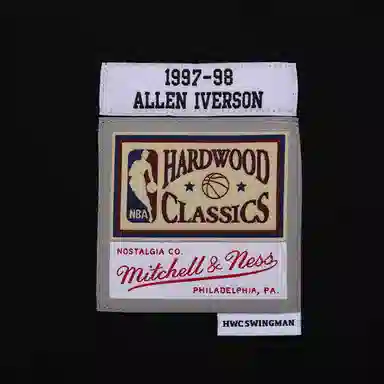 1997-98
ALLEN IVERSON
HARDWOOD
NBA
CLASSICS
NOSTALGIA CO.
Mitchell & Ness
PHILADELPHIA, PA.
HWC SWINGMAN